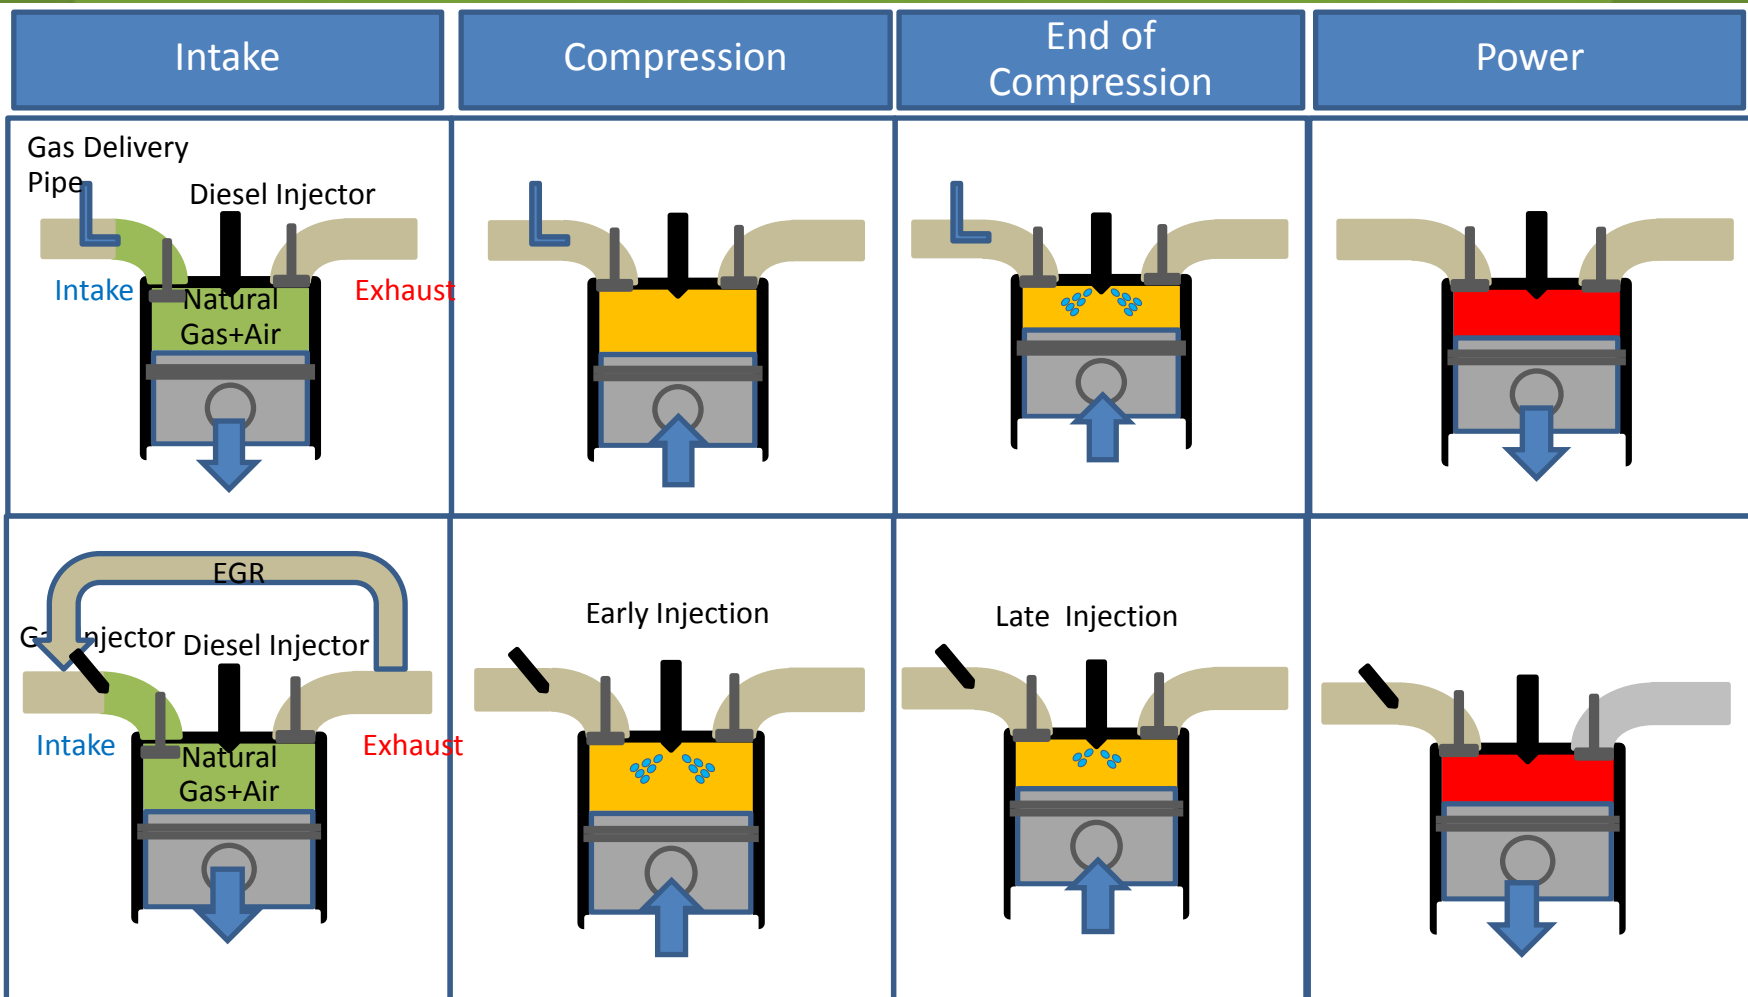 Intake
Compression
End of
Compression
Power
Gas Delivery
Pipe
Diesel Injector
Intake
Exhaust
Natural
Gas+Air
EGR
Diesel Injector
Intake
Exhaust
Natural
Gas+Air
Early Injection
Late Injection